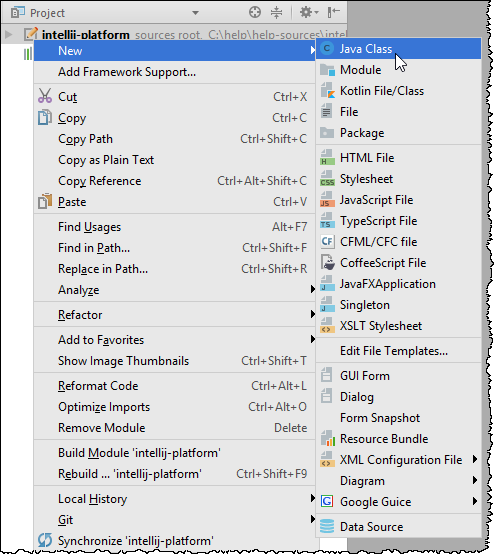 Project
intellij-platform sources root, C:\help\help-sources\intel
New
Add Framework Support...
Cut Ctrl+X
Copy Ctrl+C
Copy Path Ctrl+Shift+C
Copy as Plain Text
Copy Reference Ctrl+Alt+Shift+C
Paste Ctrl+V
Find Usages Alt+F7
Find in Path... Ctrl+Shift+F
Replace in Path... Ctrl+Shift+R
Analyze
Refactor
Add to Favorites
Show Image Thumbnails Ctrl+Shift+T
Reformat Code Ctrl+Alt+L
Optimize Imports Ctrl+Alt+O
Remove Module Delete
Build Module 'intellij-platform'
Rebuild ... 'intellij-platform' Ctrl+Shift+F9
Local History
Git
Synchronize 'intellij-platform'
Java Class
Module
Kotlin File/Class
File
Package
HTML File
Stylesheet
JavaScript File
TypeScript File
CFML/CFC file
CoffeeScript File
JavaFXApplication
Singleton
XSLT Stylesheet
Edit File Templates...
GUI Form
Dialog
Form Snapshot
Resource Bundle
XML Configuration File
Diagram
Google Guice
Data Source